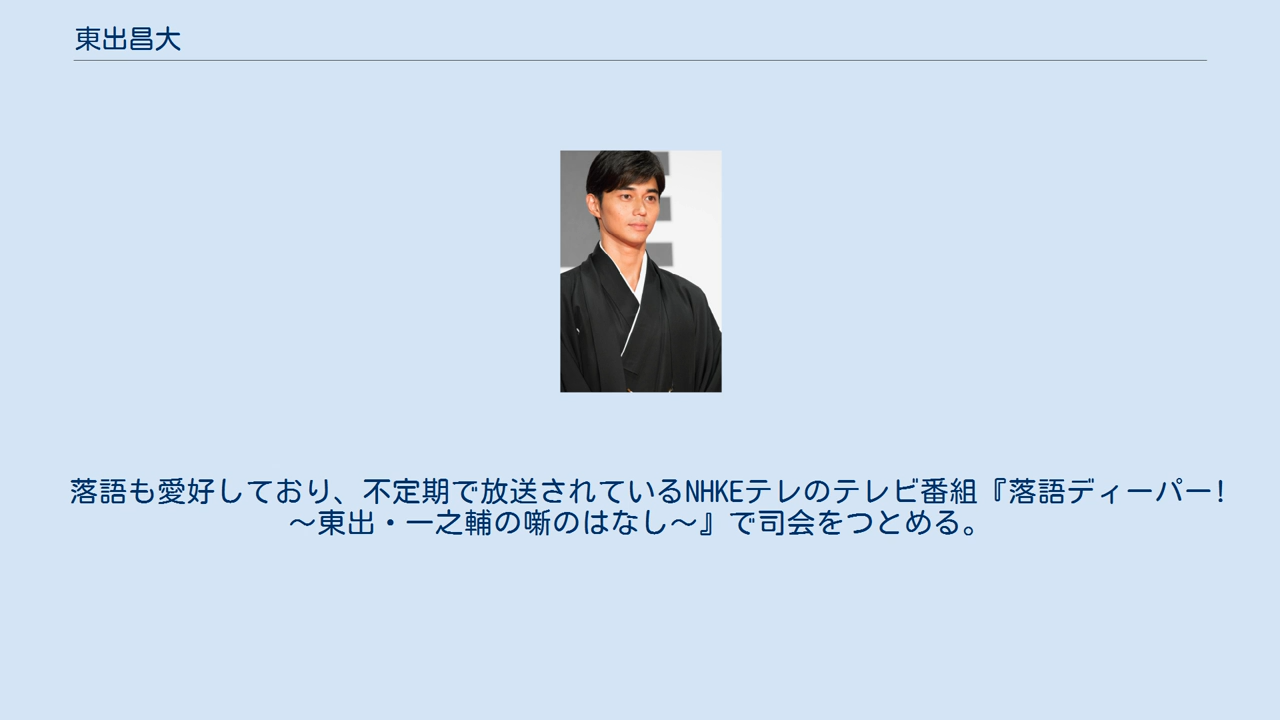 東出昌大
落語も愛好しており、不定期で放送されているNHKEテレのテレビ番組『落語ディーパー!
～東出・一之輔の噺のはなし～』で司会をつとめる。